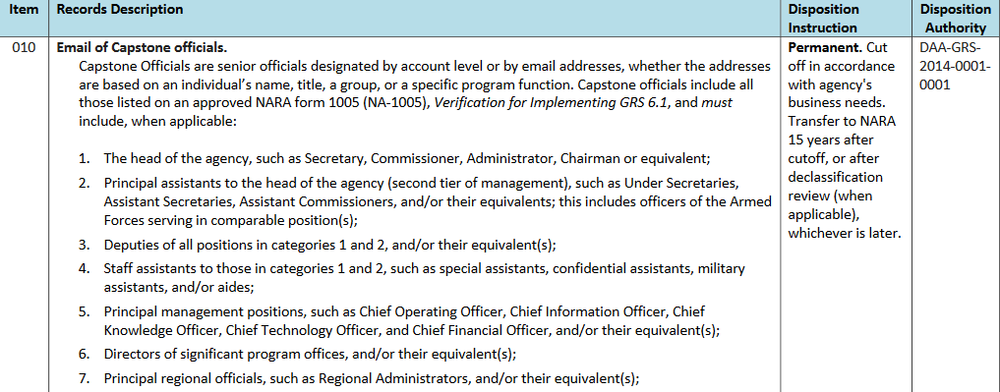 Item
Records Description
Disposition
Instruction
Disposition
Authority
010
Email of Capstone officials.
Capstone Officials are senior officials designated by account level or by email addresses, whether the addresses
are based on an individual's name, title, a group, or a specific program function. Capstone officials include all
those listed on an approved NARA form 1005 (NA-1005), Verification for Implementing GRS 6.1, and must
include, when applicable:
1. The head of the agency, such as Secretary, Commissioner, Administrator, Chairman or equivalent;
2. Principal assistants to the head of the agency (second tier of management), such as Under Secretaries,
Assistant Secretaries, Assistant Commissioners, and/or their equivalents; this includes officers of the Armed
Forces serving in comparable position(s);
3. Deputies of all positions in categories 1 and 2, and/or their equivalent(s);
4. Staff assistants to those in categories 1 and 2, such as special assistants, confidential assistants, military
assistants, and/or aides;
5. Principal management positions, such as Chief Operating Officer, Chief Information Officer, Chief
Knowledge Officer, Chief Technology Officer, and Chief Financial Officer, and/or their equivalent(s);
6. Directors of significant program offices, and/or their equivalent(s);
7. Principal regional officials, such as Regional Administrators, and/or their equivalent(s);
Permanent. Cut
off in accordance
with agency's
business needs.
Transfer to NARA
15 years after
cutoff, or after
declassification
review (when
applicable),
whichever is later.
DAA-GRS-
2014-0001-
0001